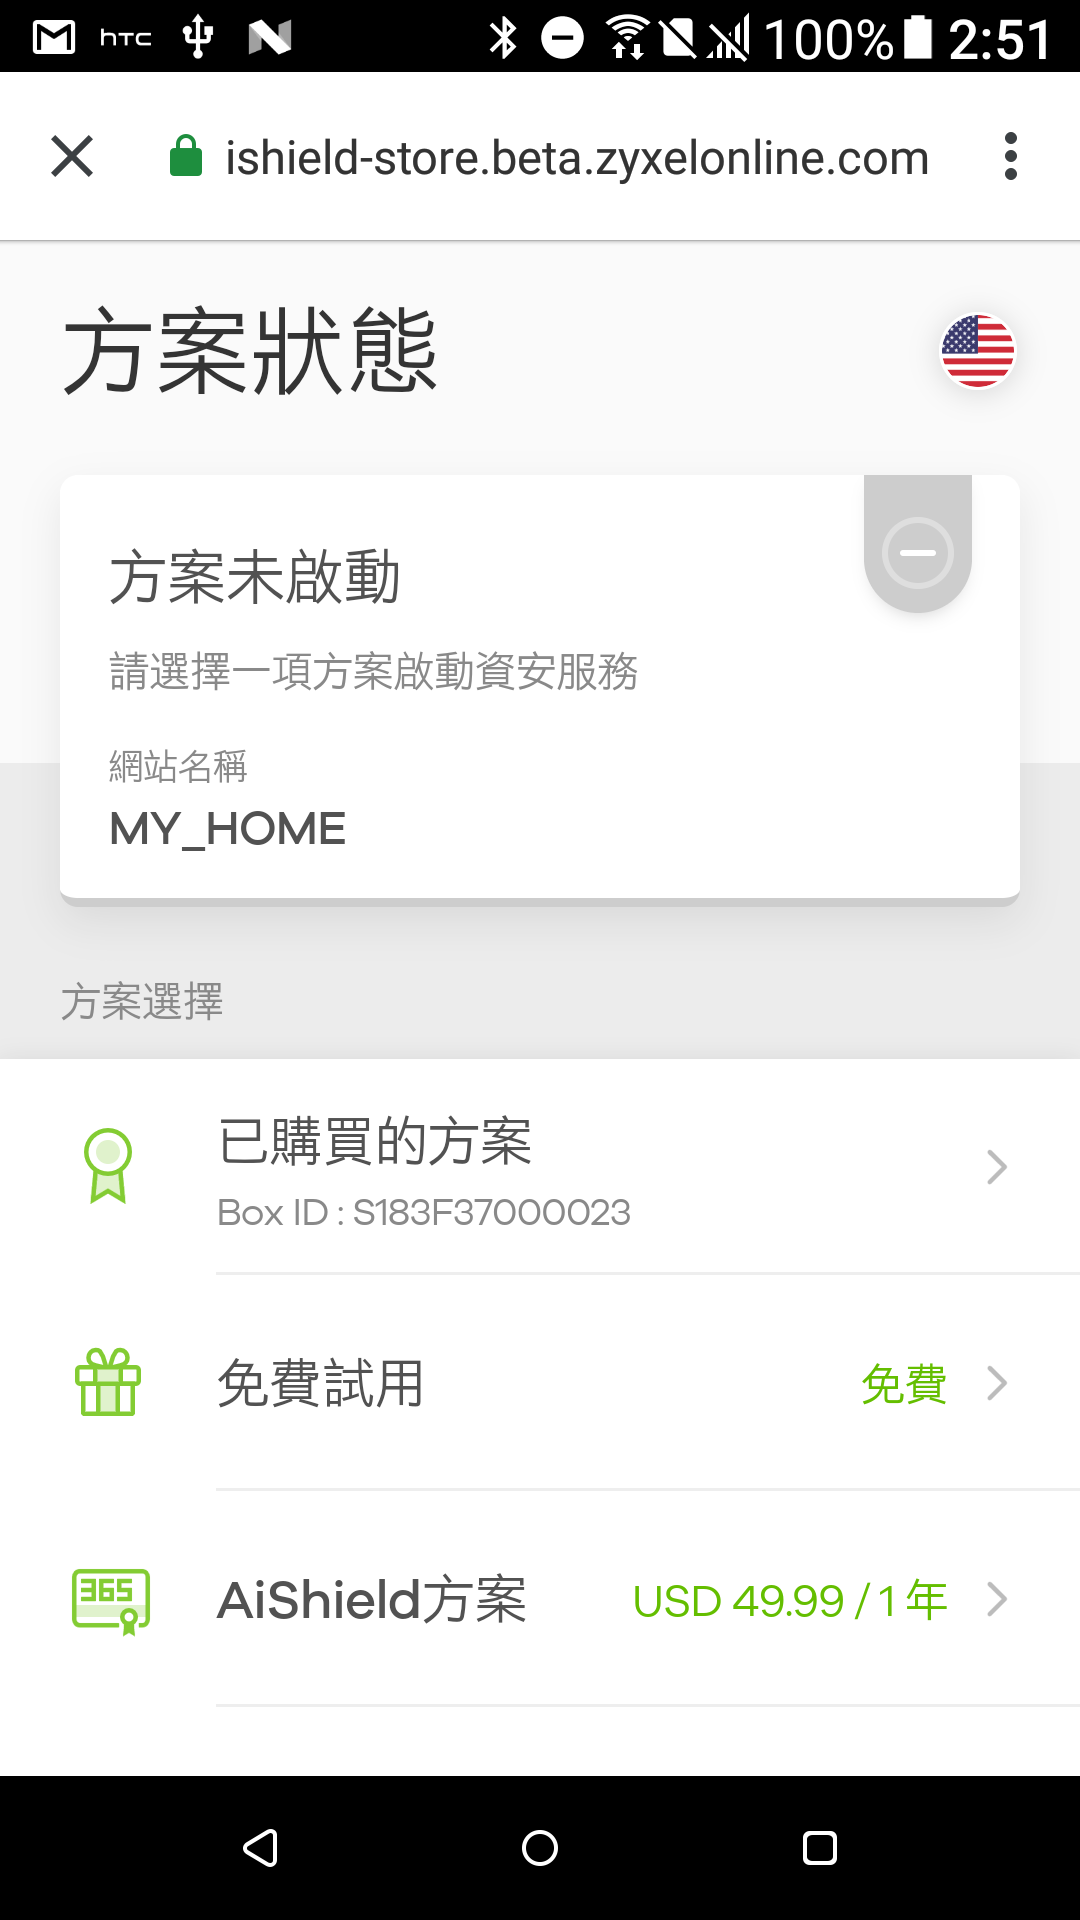 hTC 100% 2:51
ishield-store.beta.zyxelonline.com
方案狀態
方案未啟動
請選擇一項方案啟動資安服務
網站名稱
MY_HOME
方案選擇
已購買的方案
Box ID : S183F37000023
免費試用 免費
365 AiShield方案 USD 49.99 / 1 年